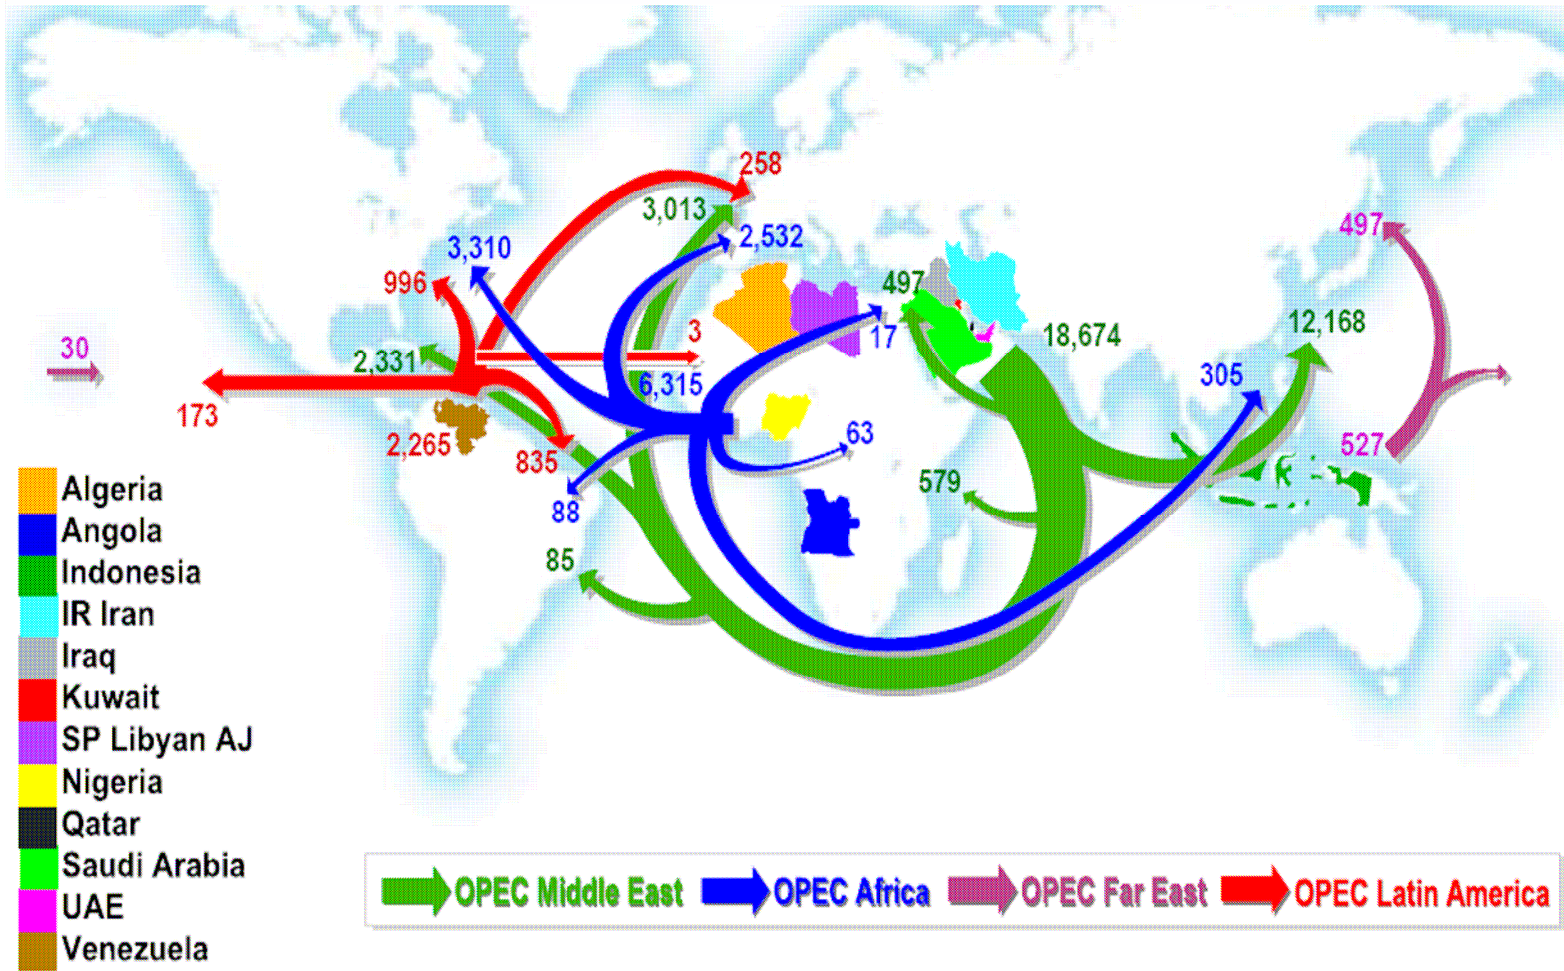 258
3,013
2,532
3,310
497
996
497
3
18,674
12,168
30
2,331
17
6,315
305
173
2,265
835
63
527
88
579
85
Algeria
Angola
Indonesia
IR Iran
Iraq
Kuwait
SP Libyan AJ
Nigeria
Qatar
Saudi Arabia
UAE
Venezuela
OPEC Middle East OPEC Africa OPEC Far East OPEC Latin America